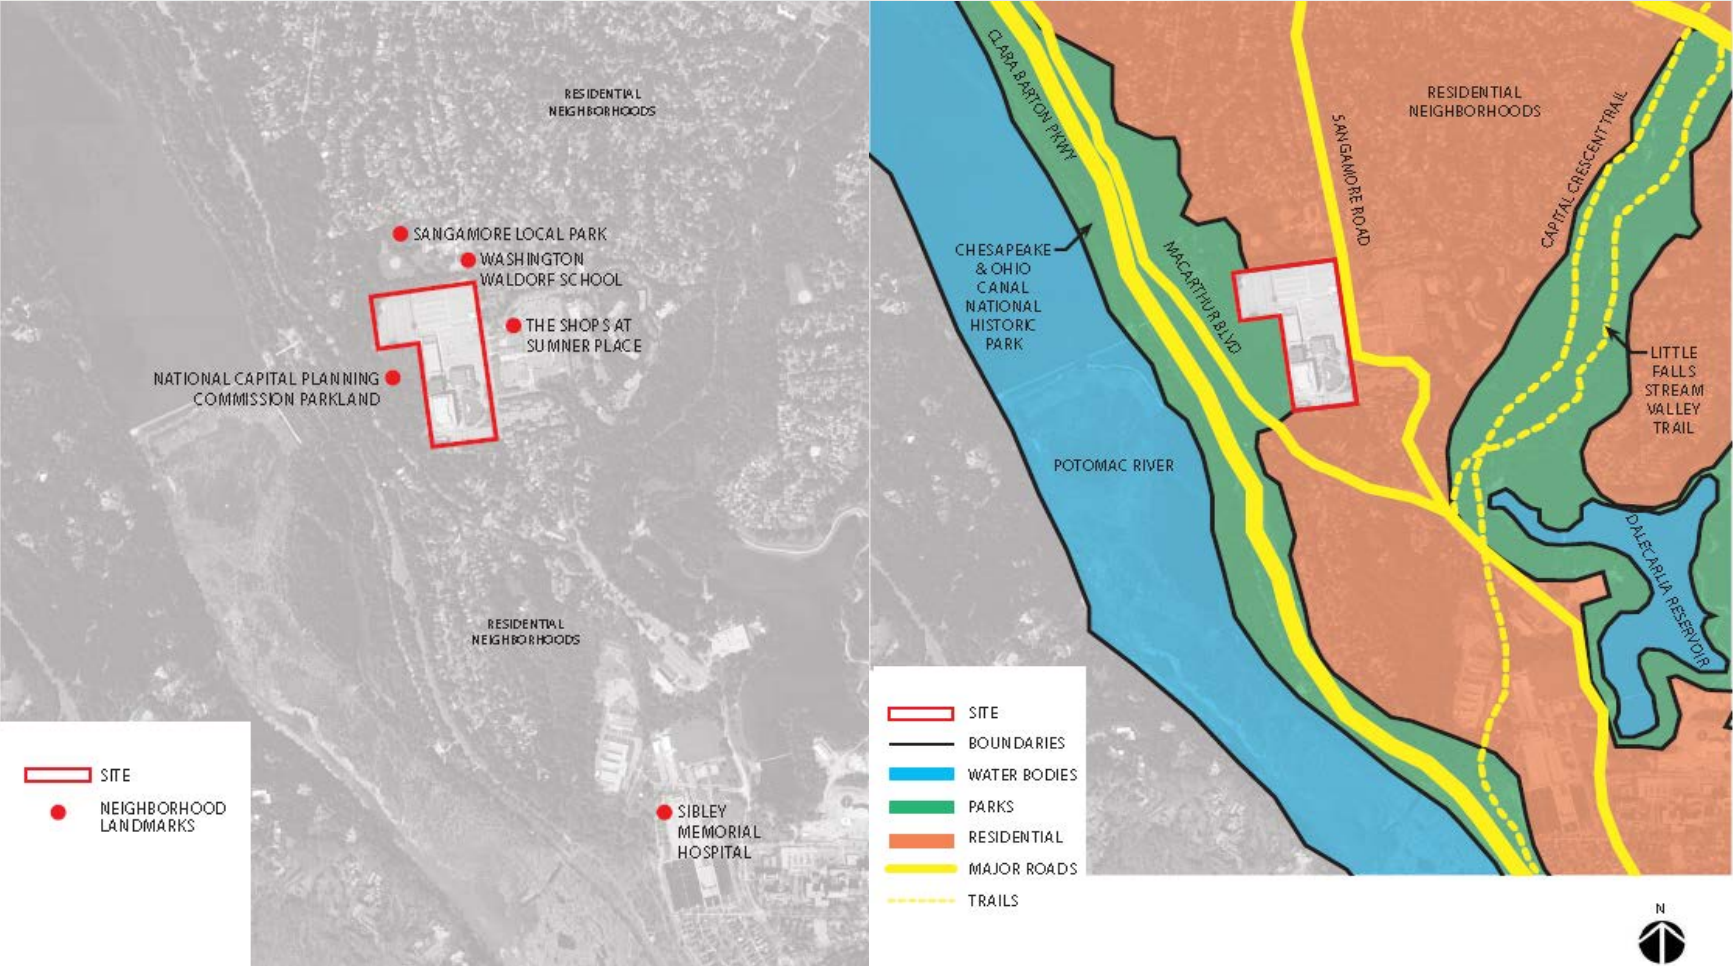 RESIDENTIAL
NEIGHBORHOODS
SANGAMORE LOCAL PARK
WASHINGTON
WALDORF SCHOOL
THE SHOPS AT
SUMNER PLACE
NATIONAL CAPITAL PLANNING
COMMISSION PARKLAND
RESIDENTIAL
NEIGHBORHOODS
SIBLEY
MEMORIAL
HOSPITAL
SITE
NEIGHBORHOOD
LANDMARKS
CLARA BARTON PKWY
RESIDENTIAL
NEIGHBORHOODS
SANGAMORE ROAD
CAPITAL CRESCENT TRAIL
CHESAPEAKE
& OHIO
CANAL
NATIONAL
HISTORIC
PARK
MACARTHUR BLVD
LITTLE
FALLS
STREAM
VALLEY
TRAIL
POTOMAC RIVER
DALECARLIA RESERVOIR
SITE
BOUNDARIES
WATER BODIES
PARKS
RESIDENTIAL
MAJOR ROADS
TRAILS
N